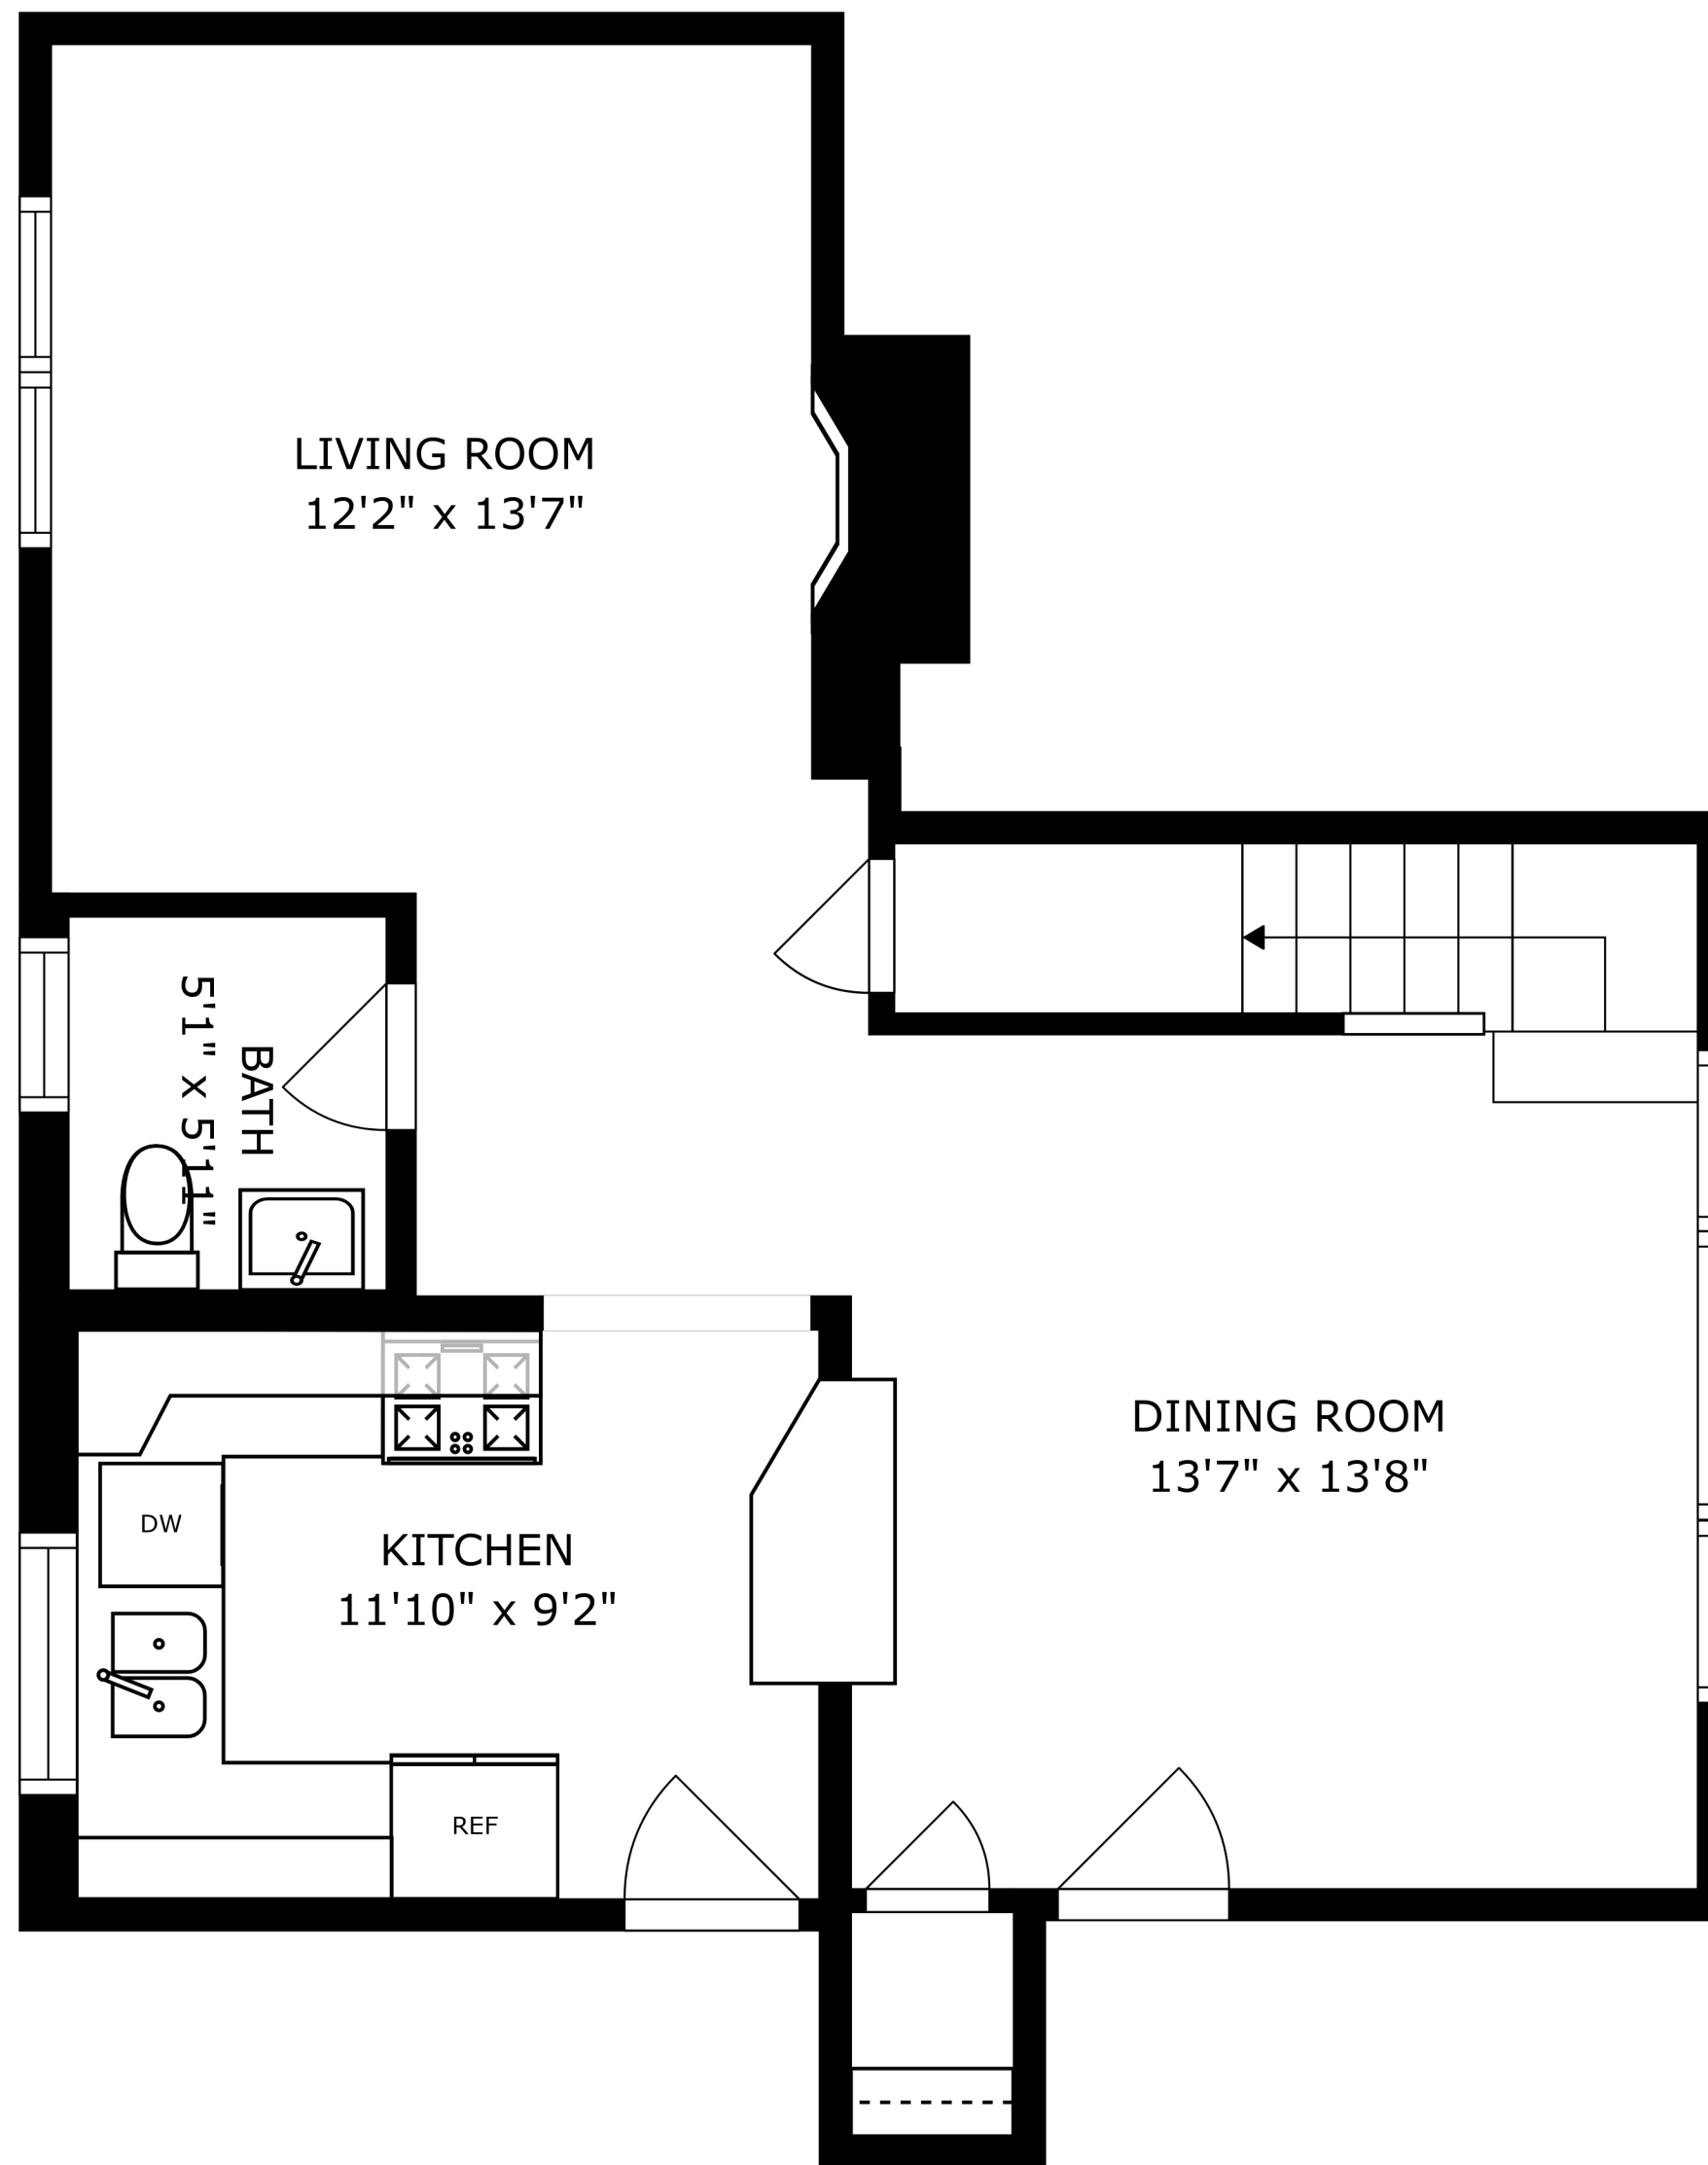 LIVING ROOM
12'2" x 13'7"
BATH
5'1" x 5'11"
DINING ROOM
13'7" x 13'8"
DW
KITCHEN
11'10" x 9'2"
REF